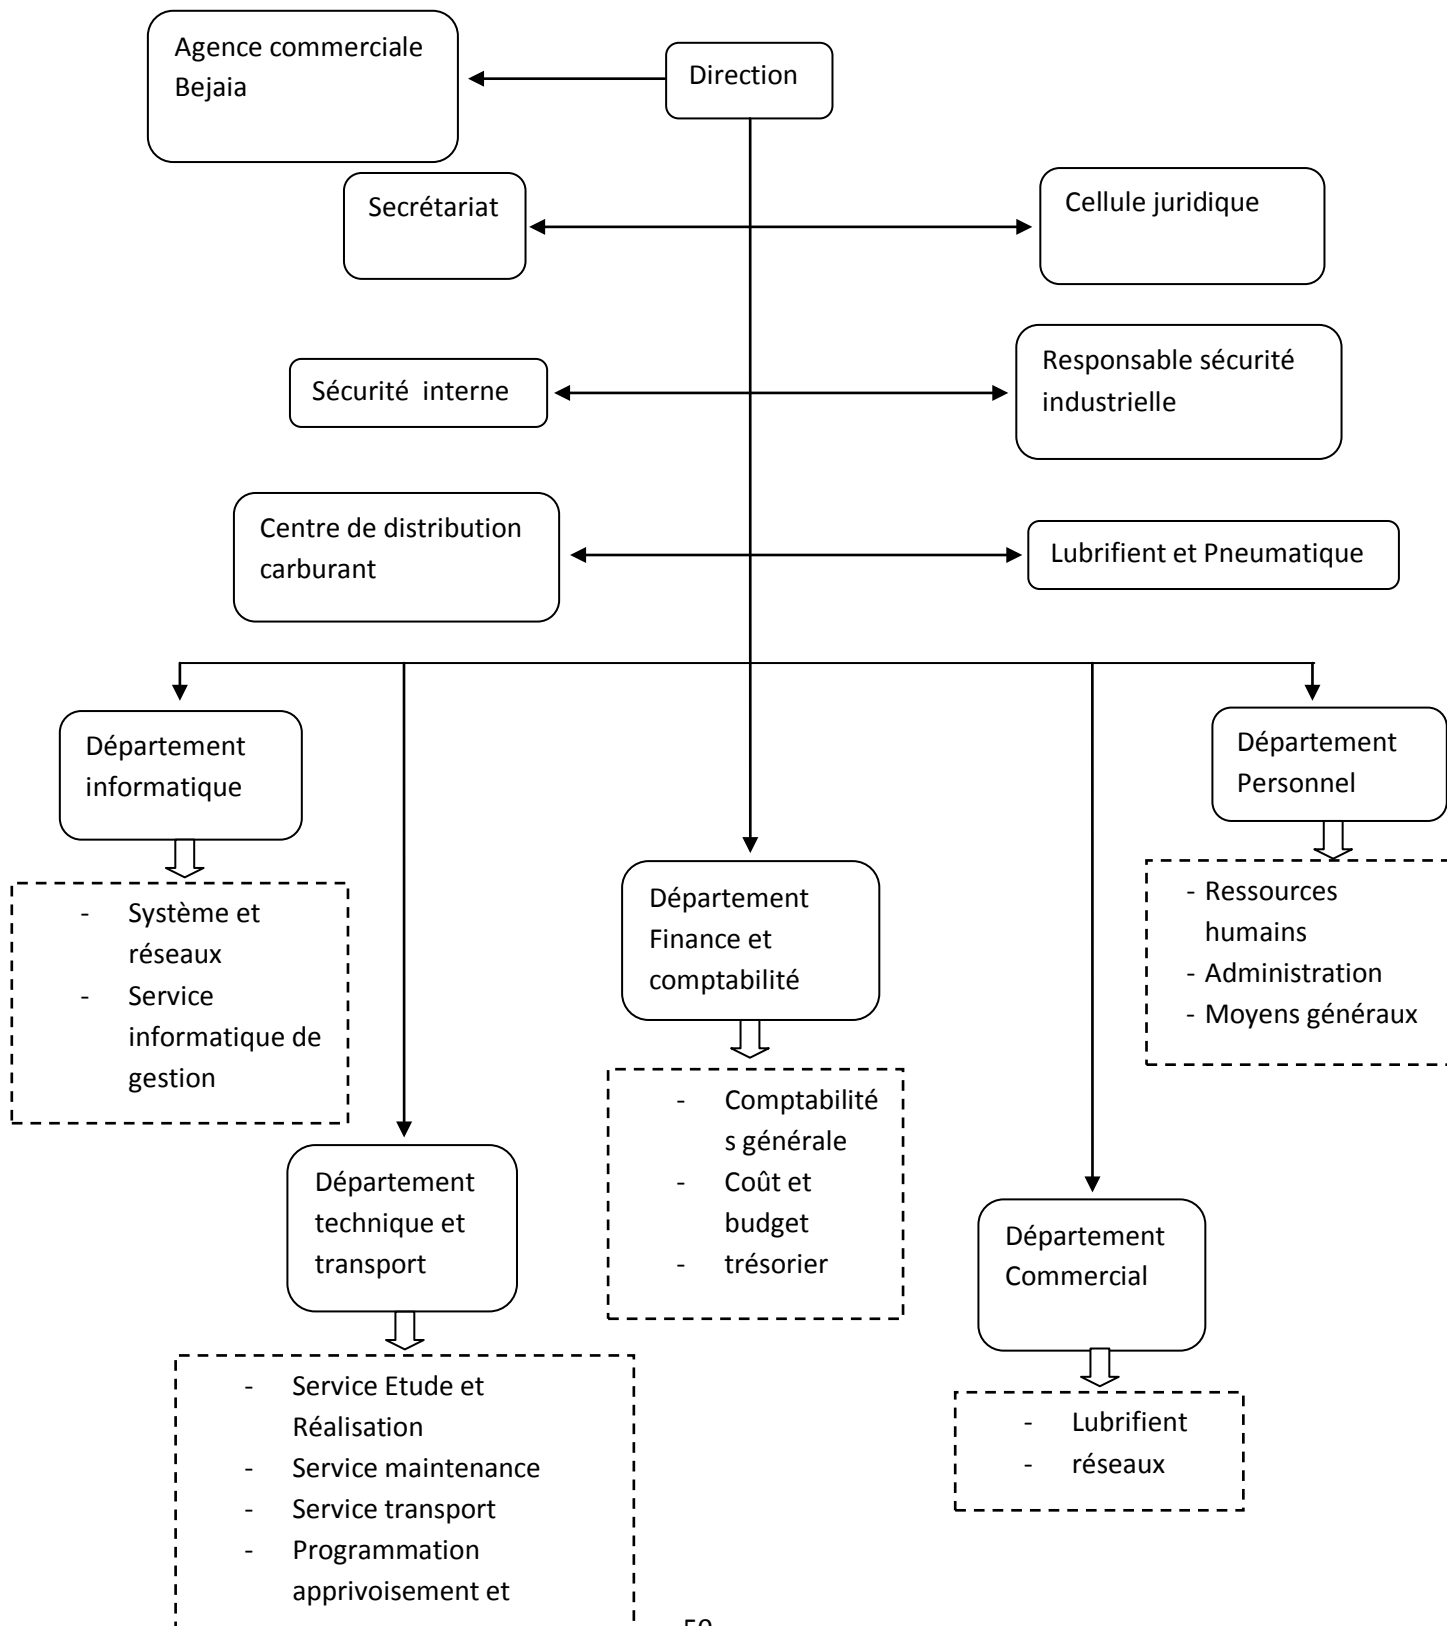 Agence commerciale
Bejaia
Direction
Secrétariat
Cellule juridique
Sécurité  interne
Responsable sécurité
industrielle
Centre de distribution
carburant
Lubrifient et Pneumatique
Département
informatique
Département
Personnel
- Système et
réseaux
- Service
informatique de
gestion
Département
Finance et
comptabilité
- Ressources
humains
- Administration
- Moyens généraux
- Comptabilité
s générale
- Coût et
budget
- trésorier
Département
technique et
transport
Département
Commercial
- Service Etude et
Réalisation
- Service maintenance
- Service transport
- Programmation
apprivoisement et
- Lubrifient
- réseaux